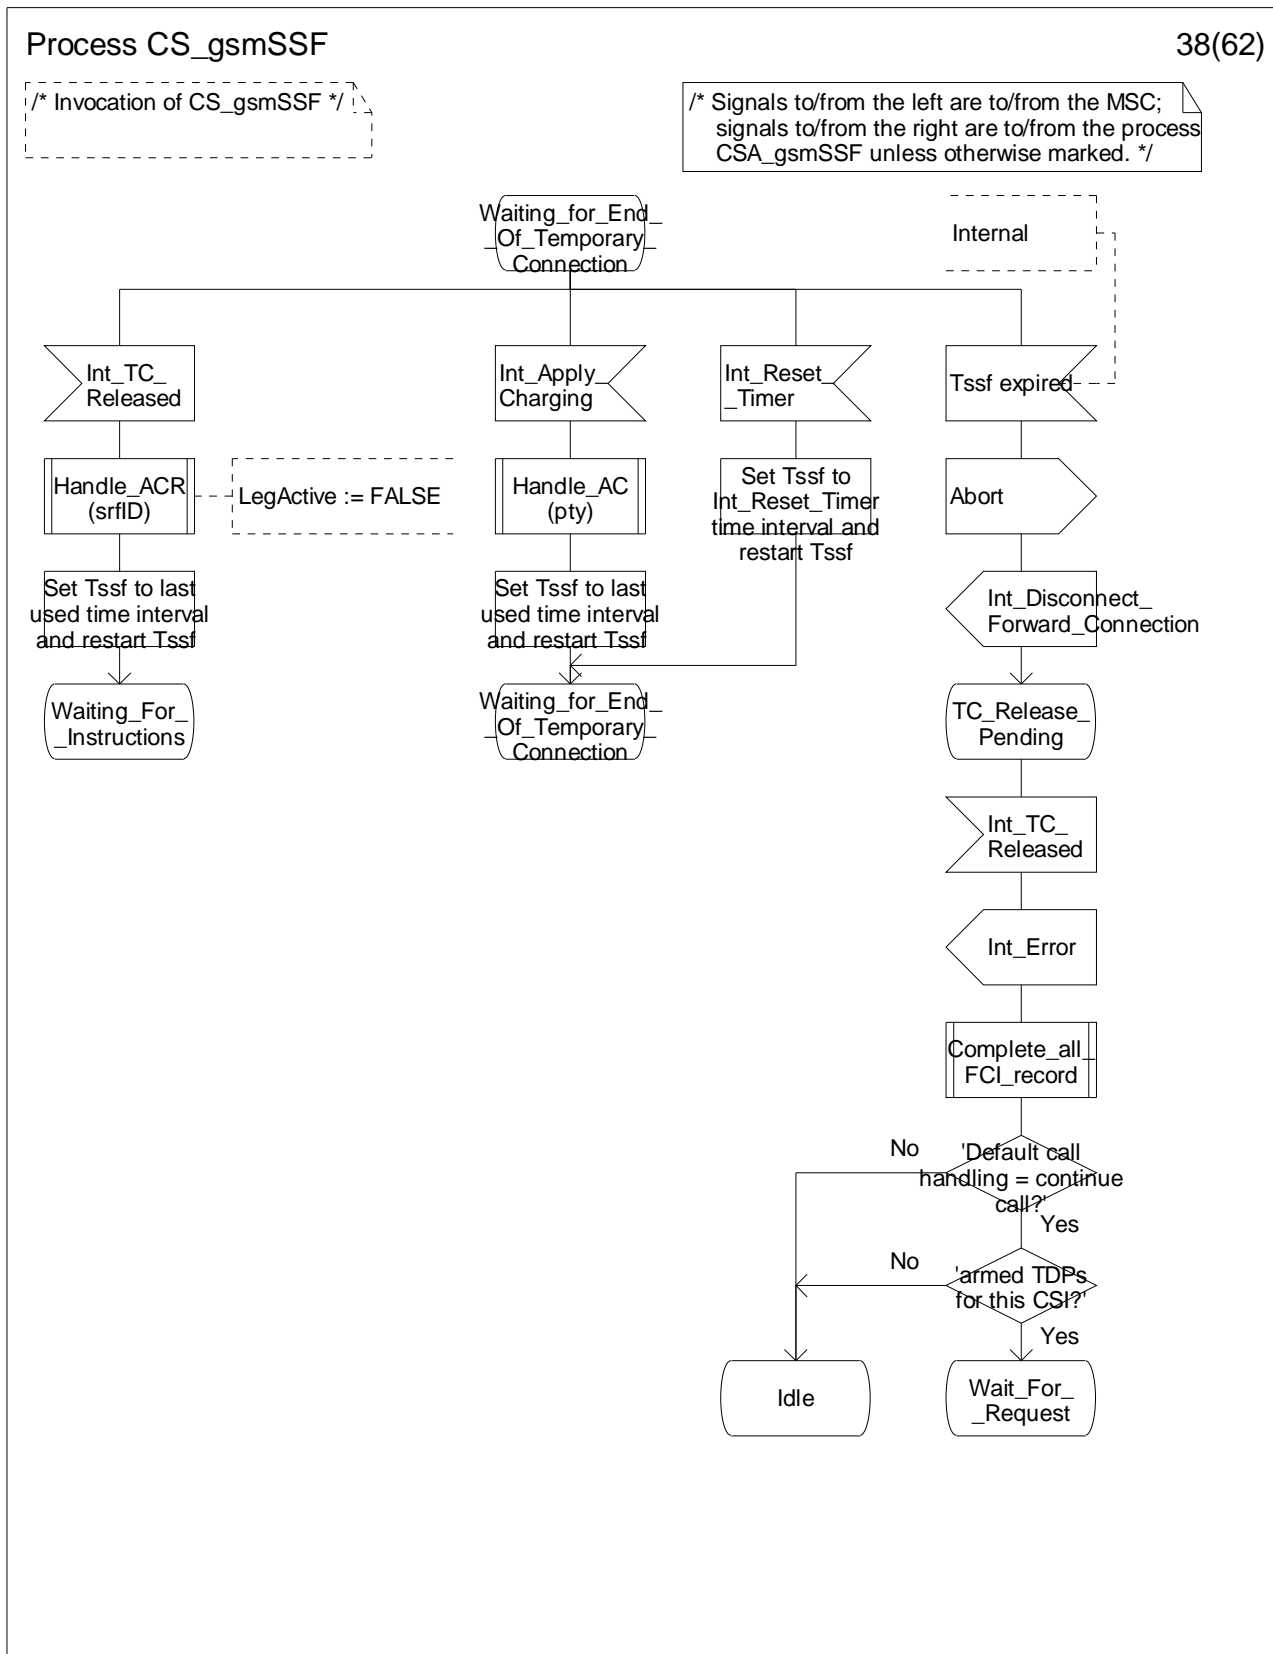 Process CS_gsmSSF
38(62)
/* Invocation of CS_gsmSSF */
/* Signals to/from the left are to/from the MSC;
signals to/from the right are to/from the process
CSA_gsmSSF unless otherwise marked. */
Waiting_for_End_
_Of_Temporary_
Connection
Internal
Int_TC_
Released
Int_Apply_
Charging
Int_Reset_
_Timer
Tssf expired
Handle_ACR
(srfID)
LegActive := FALSE
Handle_AC
(pty)
Set Tssf to
Int_Reset_Timer
time interval and
restart Tssf
Abort
Set Tssf to last
used time interval
and restart Tssf
Set Tssf to last
used time interval
and restart Tssf
Int_Disconnect_
Forward_Connection
Waiting_For_
_Instructions
Waiting_for_End_
_Of_Temporary_
Connection
TC_Release_
Pending
Int_TC_
Released
Int_Error
Complete_all_
FCI_record
No
'Default call
handling = continue
call?'
Yes
No
'armed TDPs
for this CSI?'
Yes
Idle
Wait_For_
_Request